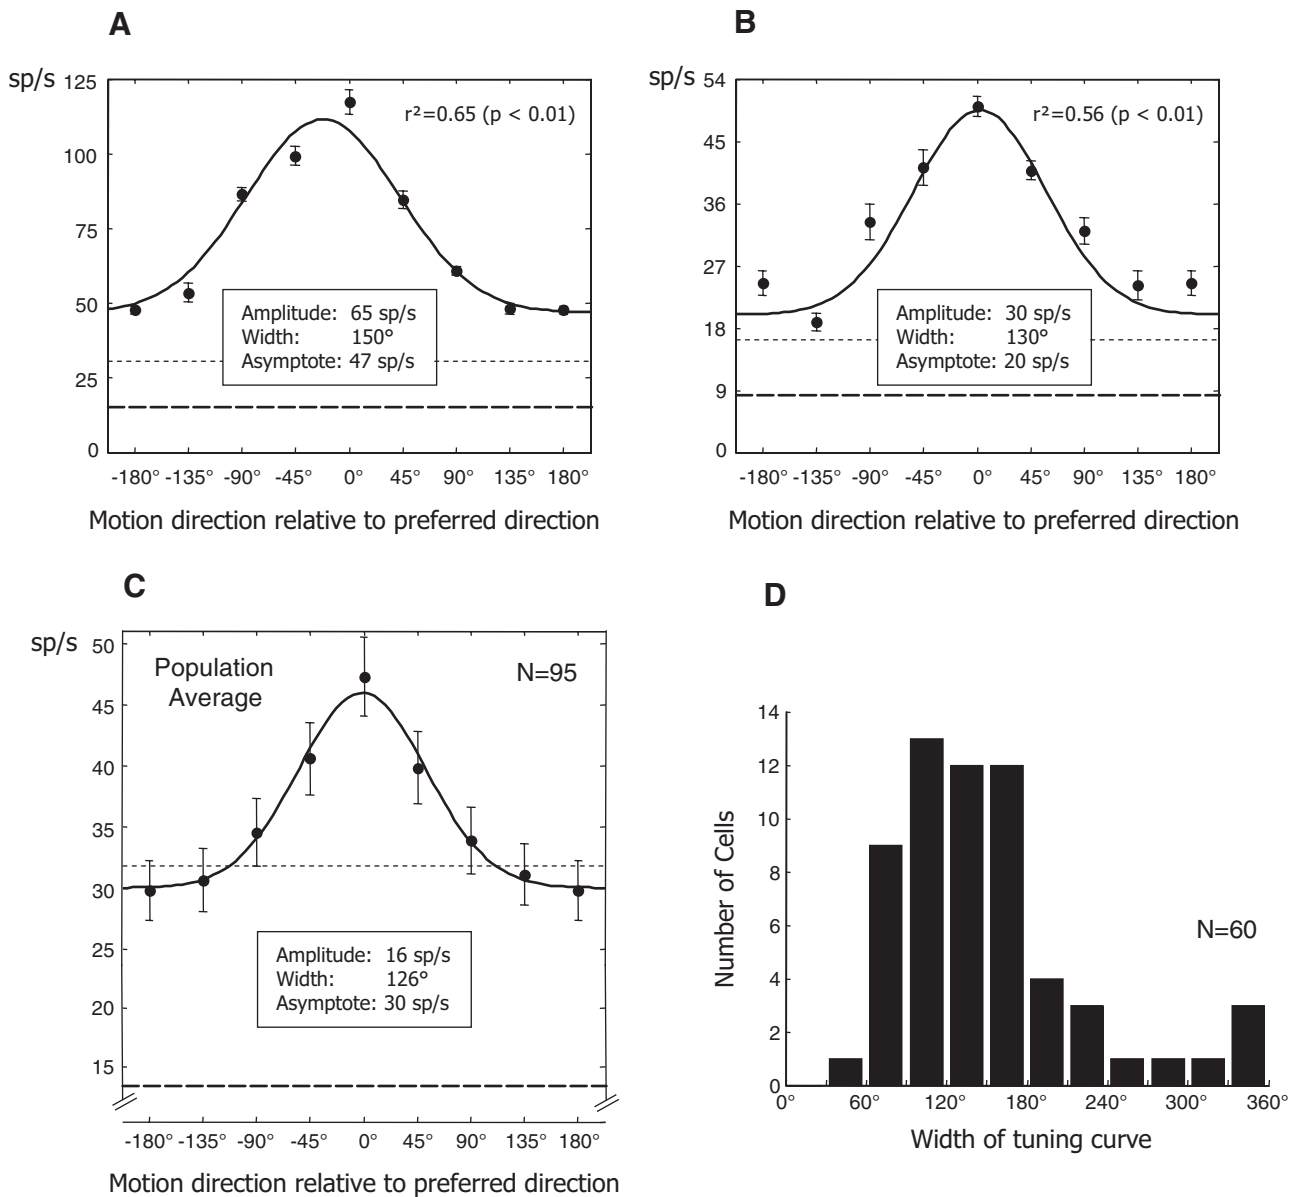 A
sp/s
125
100
75
50
25
0
r²=0.65 (p < 0.01)
Amplitude: 65 sp/s
Width: 150°
Asymptote: 47 sp/s
-180° -135° -90° -45° 0° 45° 90° 135° 180°
Motion direction relative to preferred direction
B
sp/s
54
45
36
27
18
9
0
r²=0.56 (p < 0.01)
Amplitude: 30 sp/s
Width: 130°
Asymptote: 20 sp/s
-180° -135° -90° -45° 0° 45° 90° 135° 180°
Motion direction relative to preferred direction
C
sp/s
50
45
40
35
30
25
20
15
Population
Average
N=95
Amplitude: 16 sp/s
Width: 126°
Asymptote: 30 sp/s
-180° -135° -90° -45° 0° 45° 90° 135° 180°
Motion direction relative to preferred direction
D
Number of Cells
14
12
10
8
6
4
2
0
N=60
0° 60° 120° 180° 240° 300° 360°
Width of tuning curve